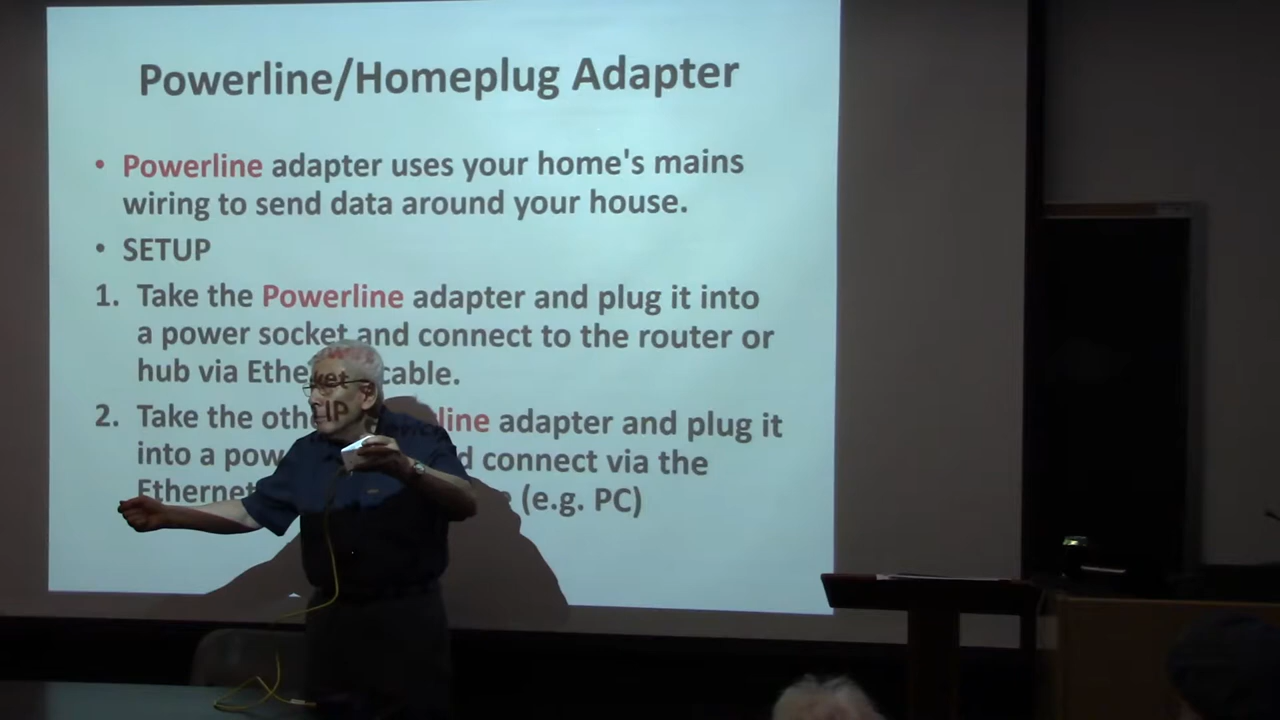 Powerline/Homeplug Adapter
• Powerline adapter uses your home's mains
wiring to send data around your house.
• SETUP
1. Take the Powerline adapter and plug it into
a power socket and connect to the router or
hub via cable.
2. Take the line adapter and plug it
into a connect via the
Ethernet (e.g. PC)